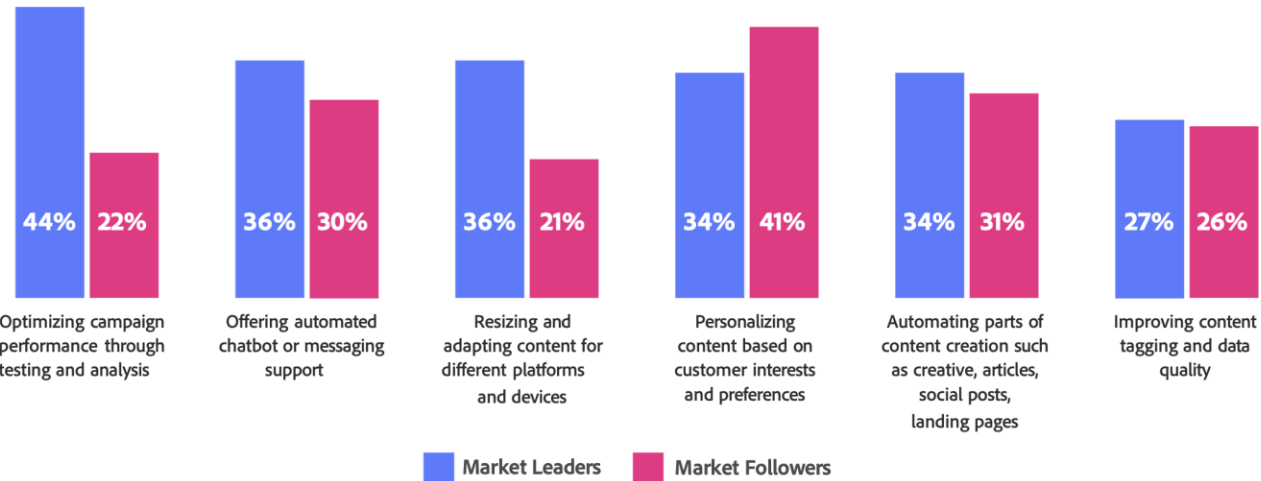 44% 22%
36% 30%
36% 21%
34% 41%
34% 31%
27% 26%
Optimizing campaign
performance through
testing and analysis
Offering automated
chatbot or messaging
support
Resizing and
adapting content for
different platforms
and devices
Personalizing
content based on
customer interests
and preferences
Automating parts of
content creation such
as creative, articles,
social posts,
landing pages
Improving content
tagging and data
quality
Market Leaders
Market Followers